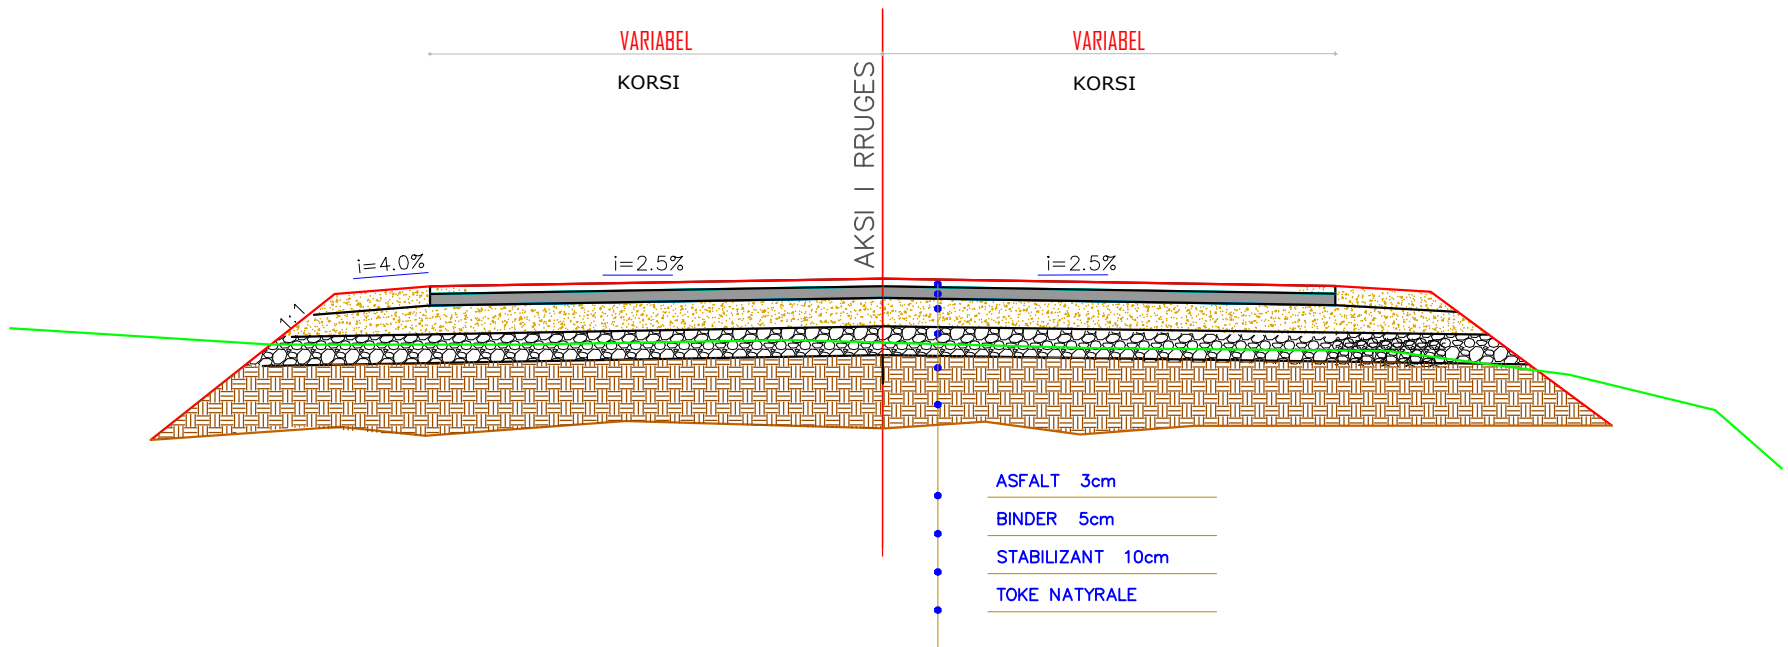 VARIABEL
VARIABEL
KORSI
KORSI
AKSI I RRUGES
i=4.0%
i=2.5%
i=2.5%
1:1
ASFALT 3cm
BINDER 5cm
STABILIZANT 10cm
TOKE NATYRALE